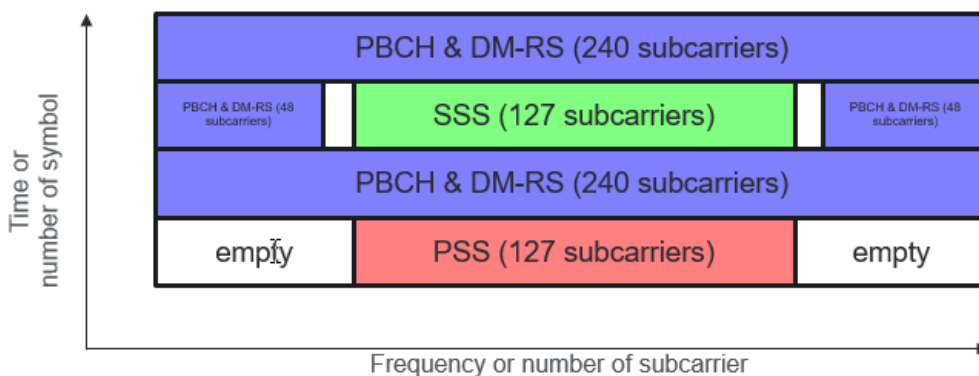 PBCH & DM-RS (240 subcarriers)
PBCH & DM-RS (48
subcarriers)
SSS (127 subcarriers)
PBCH & DM-RS (48
subcarriers)
PBCH & DM-RS (240 subcarriers)
empty
PSS (127 subcarriers)
empty
Time or
number of symbol
Frequency or number of subcarrier